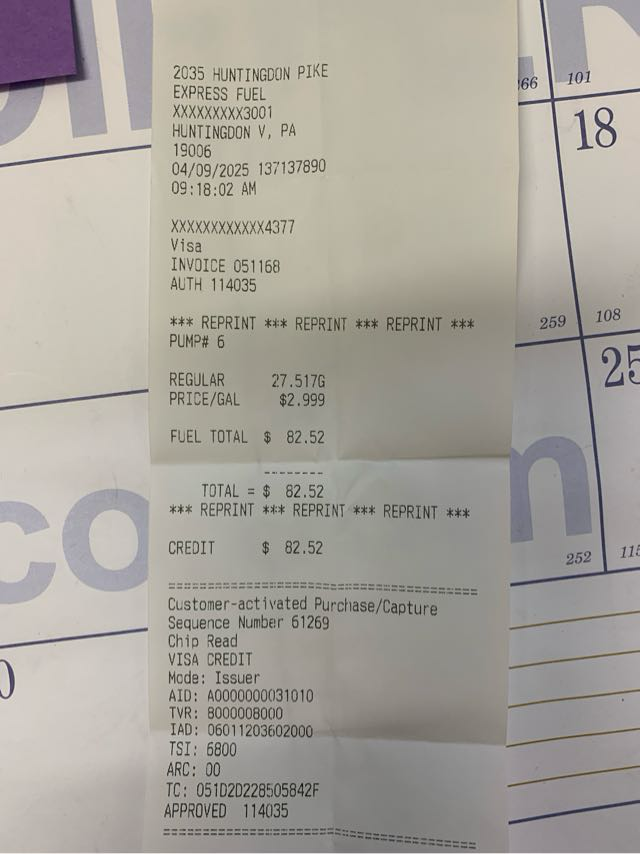 2035 HUNTINGDON PIKE
EXPRESS FUEL
XXXXXXXXX3001
HUNTINGDON V, PA
19006
04/09/2025 137137890
09:18:02 AM
XXXXXXXXXXXX4377
Visa
INVOICE 051168
AUTH 114035
*** REPRINT *** REPRINT *** REPRINT ***
PUMP# 6
REGULAR 27.517G
PRICE/GAL $2.999
FUEL TOTAL $ 82.52
--------
TOTAL = $ 82.52
*** REPRINT *** REPRINT *** REPRINT ***
CREDIT $ 82.52
========================================
Customer-activated Purchase/Capture
Sequence Number 61269
Chip Read
VISA CREDIT
Mode: Issuer
AID: A0000000031010
TVR: 8000008000
IAD: 06011203602000
TSI: 6800
ARC: 00
TC: 051D2D228505842F
APPROVED 114035
========================================
101
18
259
108
25
252
co
m